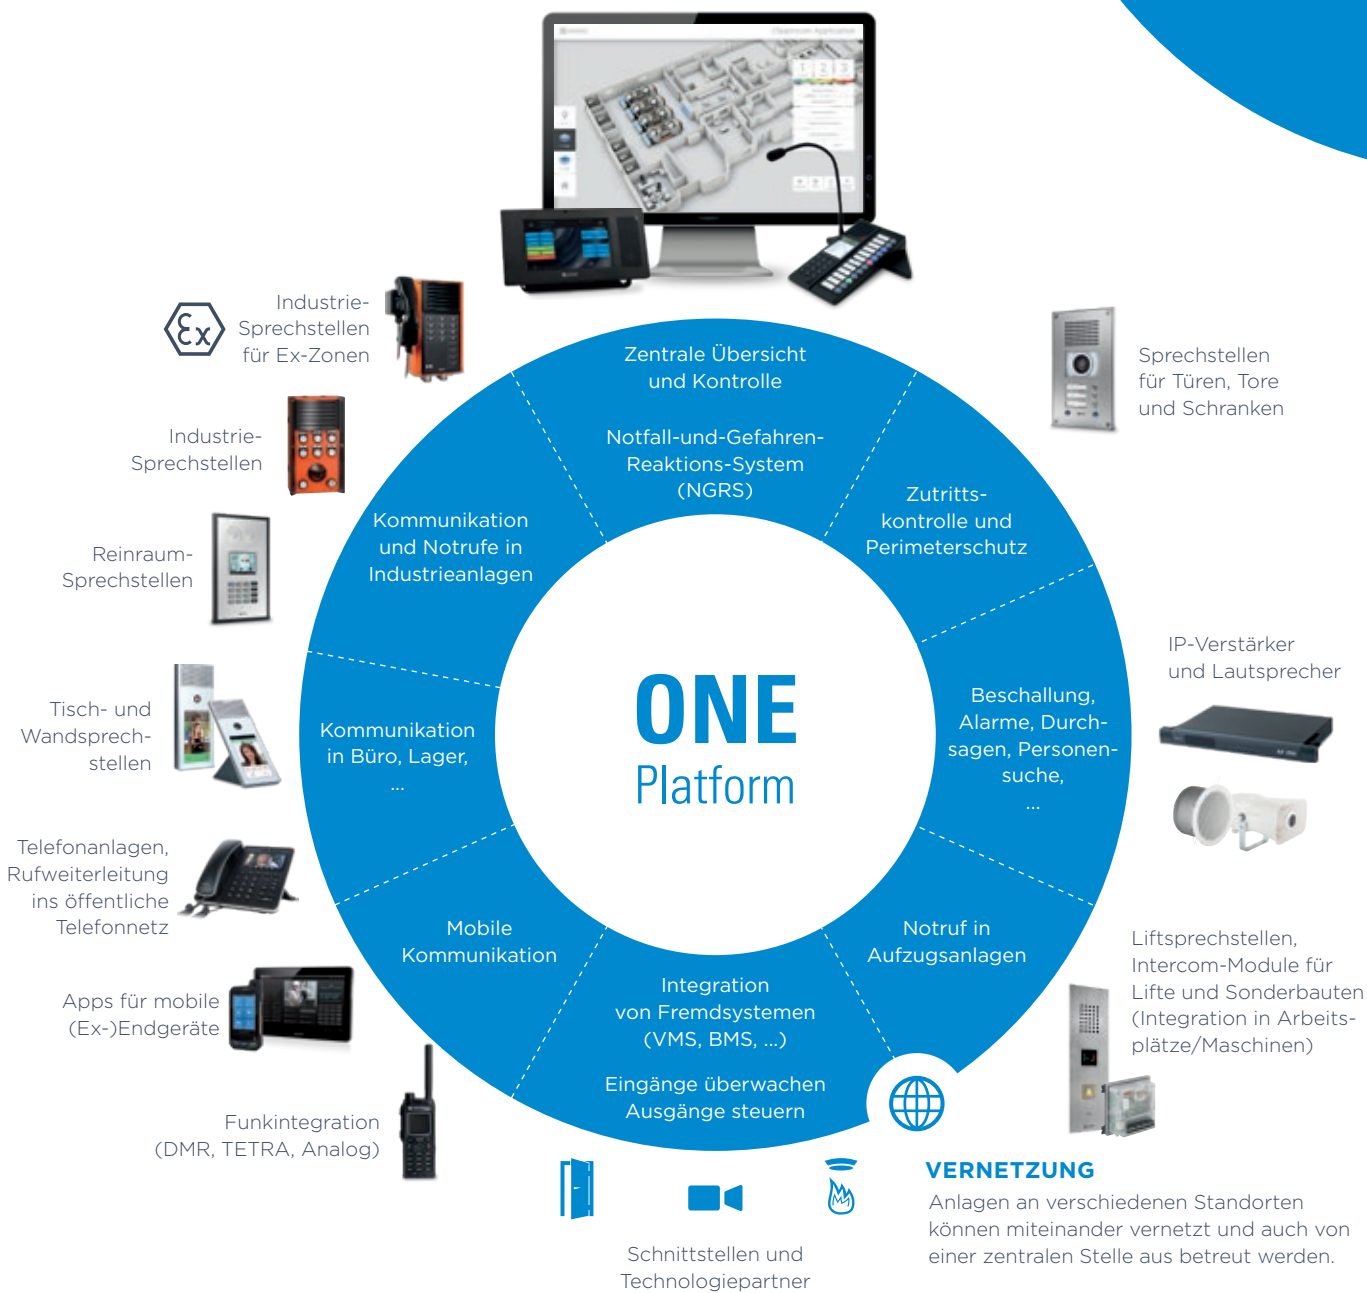 Cleanroom Application
1 2 3
Industrie-
Sprechstellen
für Ex-Zonen
Ex
Industrie-
Sprechstellen
Reinraum-
Sprechstellen
Tisch- und
Wandsprech-
stellen
Telefonanlagen,
Rufweiterleitung
ins öffentliche
Telefonnetz
Apps für mobile
(Ex-)Endgeräte
Funkintegration
(DMR, TETRA, Analog)
Zentrale Übersicht
und Kontrolle
Notfall-und-Gefahren-
Reaktions-System
(NGRS)
Zutritts-
kontrolle und
Perimeterschutz
Beschallung,
Alarme, Durch-
sagen, Personen-
suche,
...
Notruf in
Aufzugsanlagen
Integration
von Fremdsystemen
(VMS, BMS, ...)
Eingänge überwachen
Ausgänge steuern
Mobile
Kommunikation
Kommunikation
in Büro, Lager,
...
Kommunikation
und Notrufe in
Industrieanlagen
ONE
Platform
Sprechstellen
für Türen, Tore
und Schranken
IP-Verstärker
und Lautsprecher
Liftsprechstellen,
Intercom-Module für
Lifte und Sonderbauten
(Integration in Arbeits-
plätze/Maschinen)
VERNETZUNG
Anlagen an verschiedenen Standorten
können miteinander vernetzt und auch von
einer zentralen Stelle aus betreut werden.
Schnittstellen und
Technologiepartner